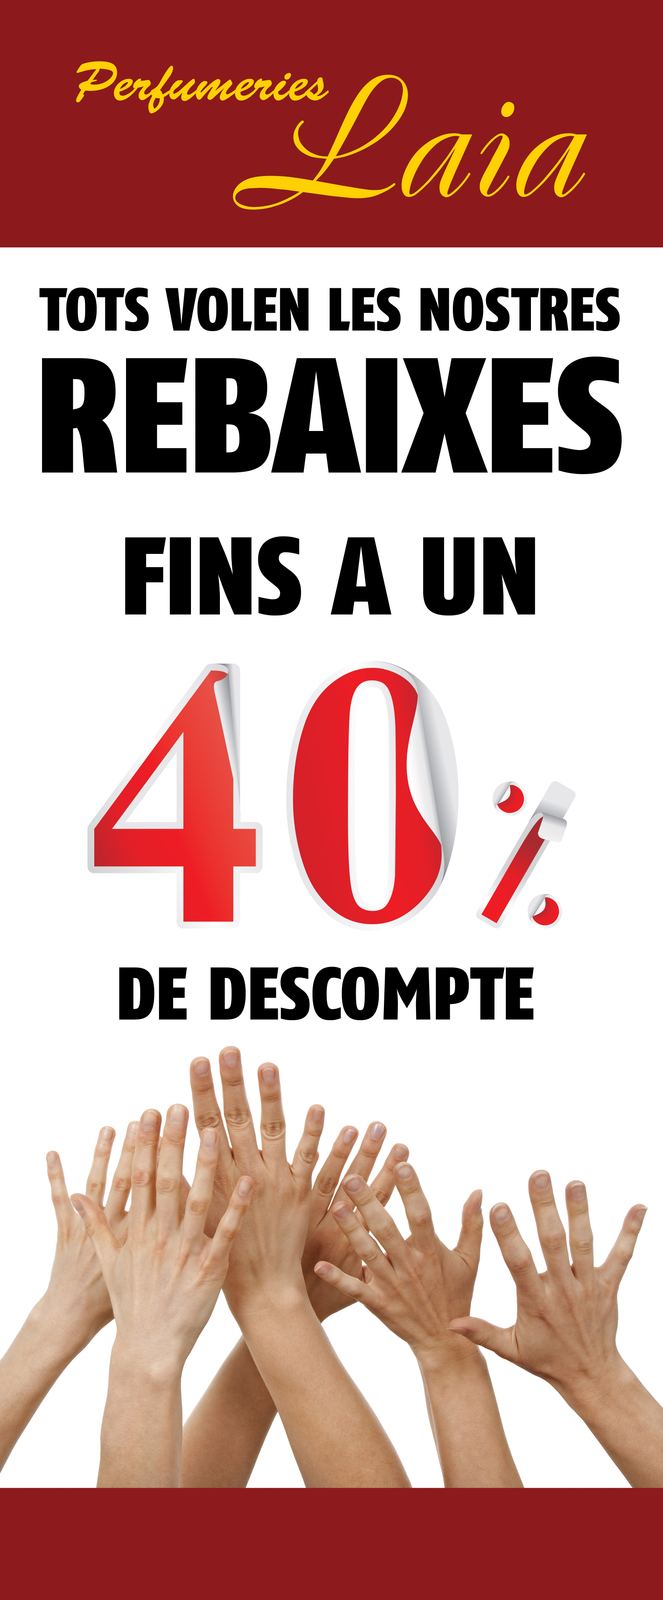 Perfumeries
Laia
TOTS VOLEN LES NOSTRES
REBAIXES
FINS A UN
40%
DE DESCOMPTE